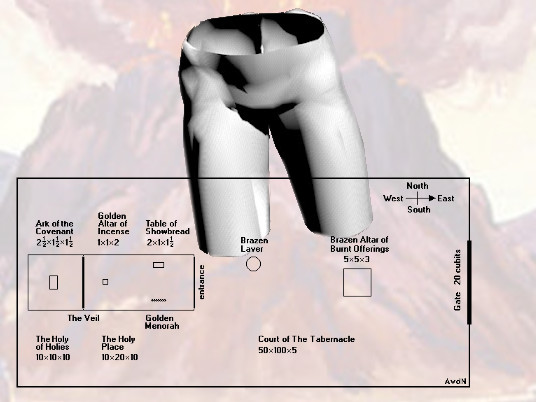 North
West East
South
Ark of the
Covenant
2½×1½×1½
Golden
Altar of
Incense
1×1×2
Table of
Showbread
2×1×1½
Brazen
Laver
Brazen Altar of
Burnt Offerings
5×5×3
entrance
Gate 20 cubits
The Veil
Golden
Menorah
The Holy
of Holies
10×10×10
The Holy
Place
10×20×10
Court of The Tabernacle
50×100×5
AvdN